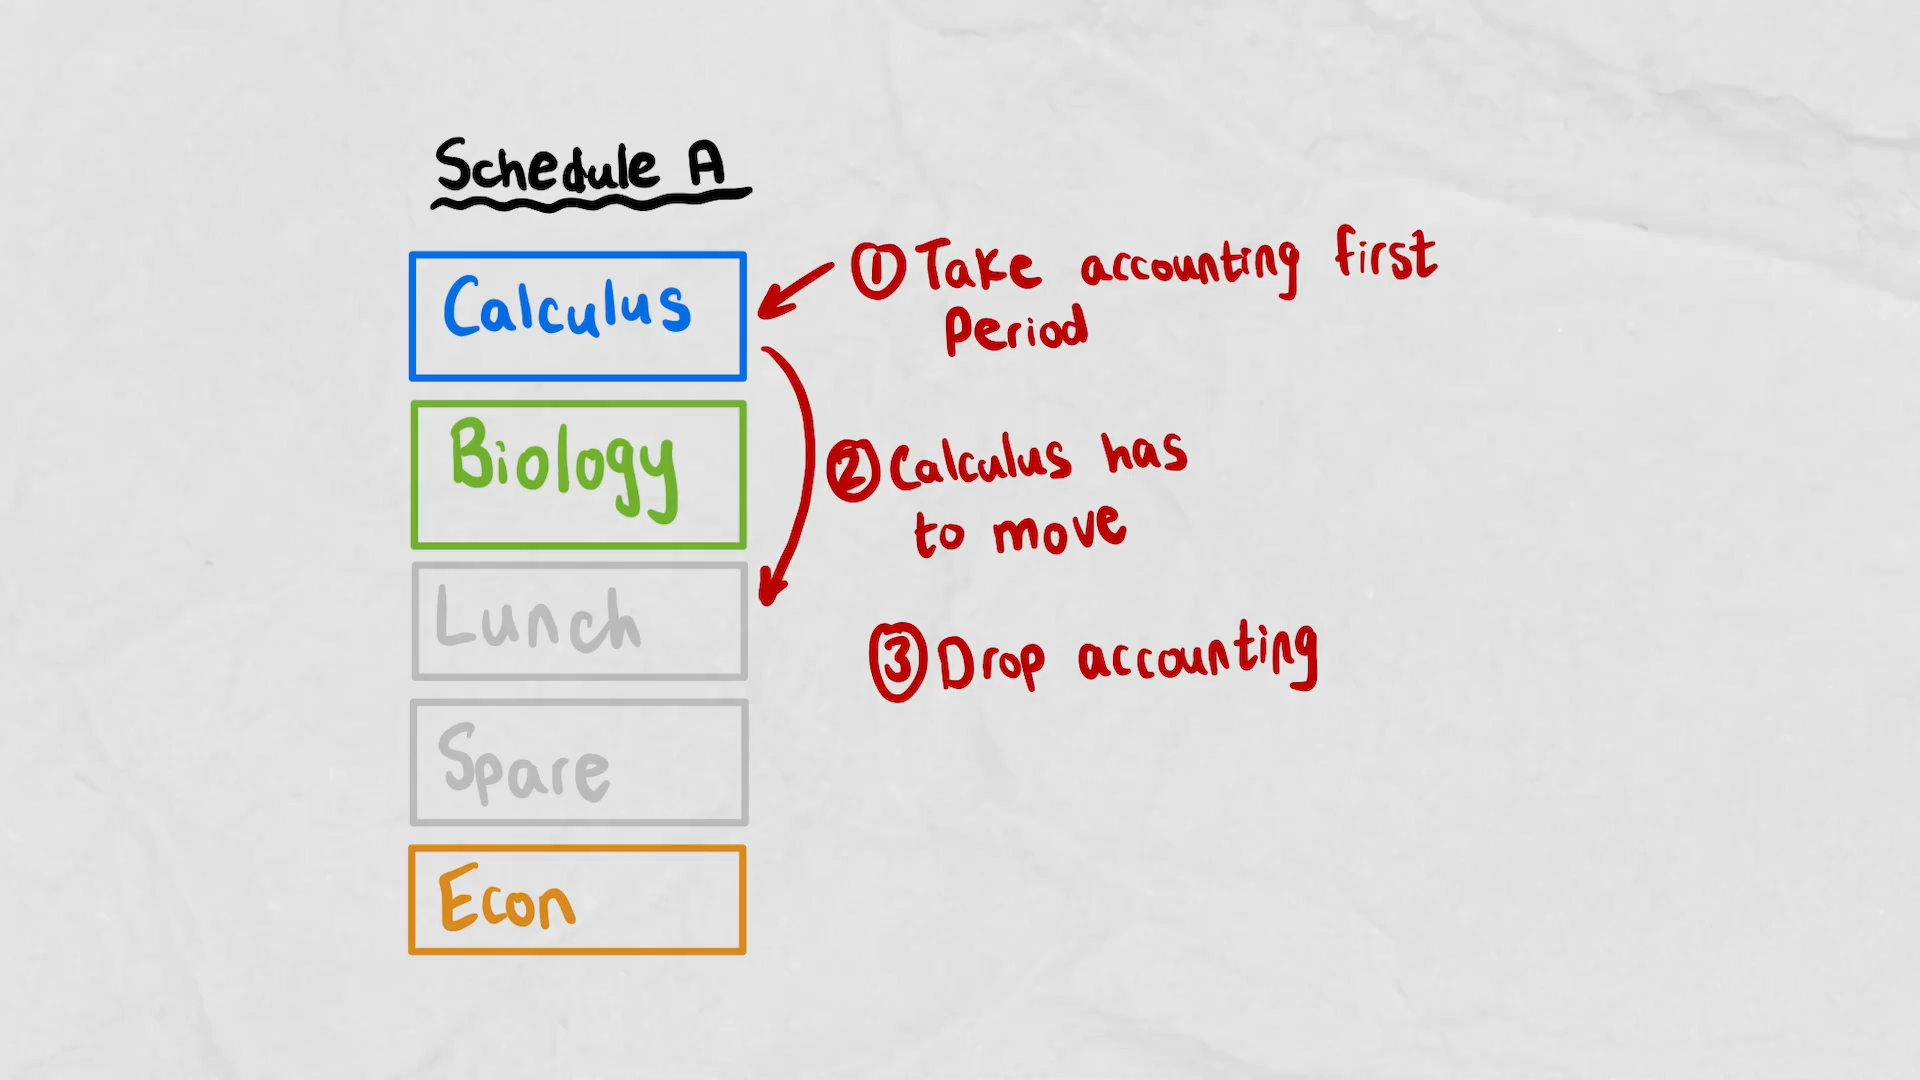 Schedule A
Calculus
Biology
Lunch
Spare
Econ
① Take accounting first
Period
② Calculus has
to move
③ Drop accounting